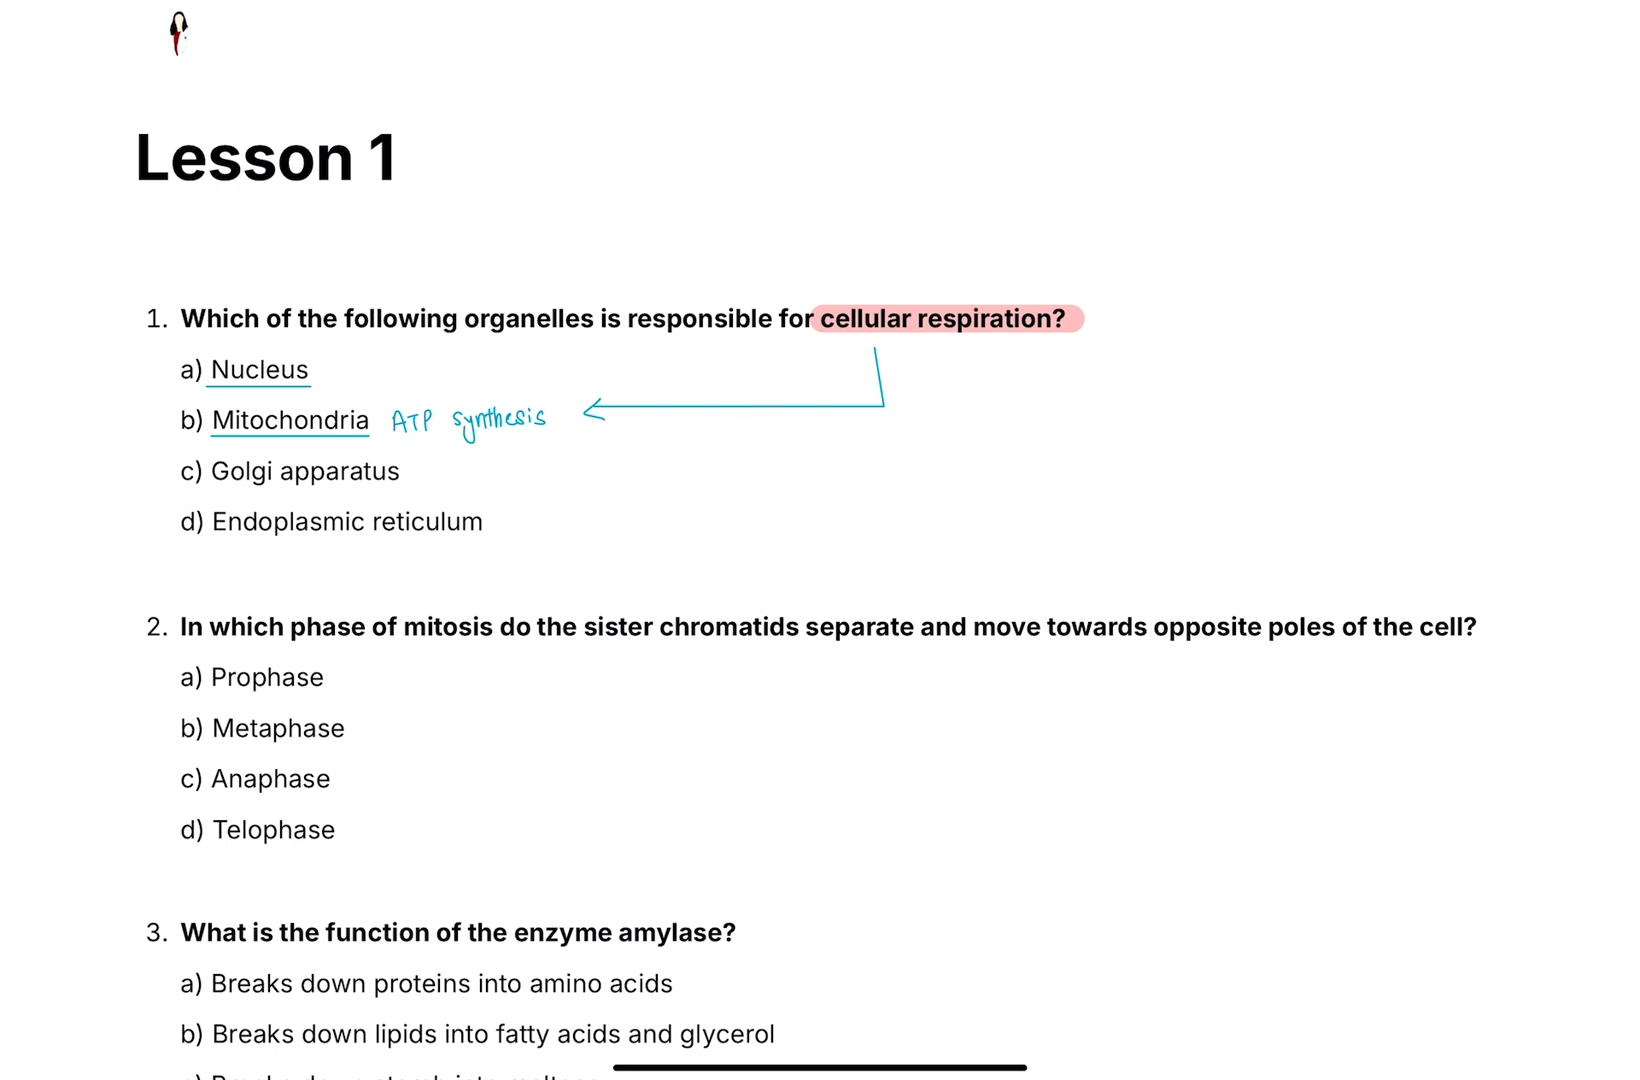 Lesson 1
1. Which of the following organelles is responsible for cellular respiration?
a) Nucleus
b) Mitochondria ATP synthesis
c) Golgi apparatus
d) Endoplasmic reticulum
2. In which phase of mitosis do the sister chromatids separate and move towards opposite poles of the cell?
a) Prophase
b) Metaphase
c) Anaphase
d) Telophase
3. What is the function of the enzyme amylase?
a) Breaks down proteins into amino acids
b) Breaks down lipids into fatty acids and glycerol